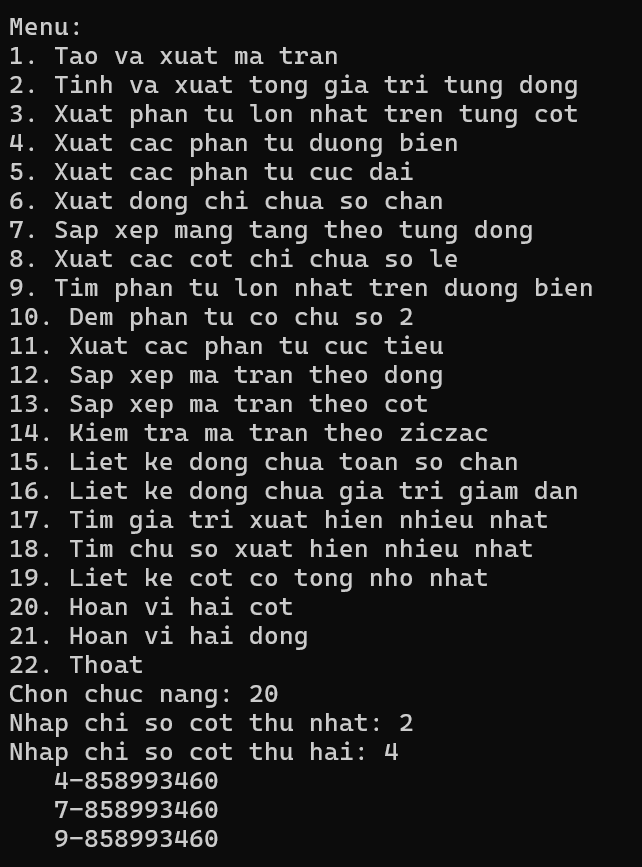 Menu:
1. Tao va xuat ma tran
2. Tinh va xuat tong gia tri tung dong
3. Xuat phan tu lon nhat tren tung cot
4. Xuat cac phan tu duong bien
5. Xuat cac phan tu cuc dai
6. Xuat dong chi chua so chan
7. Sap xep mang tang theo tung dong
8. Xuat cac cot chi chua so le
9. Tim phan tu lon nhat tren duong bien
10. Dem phan tu co chu so 2
11. Xuat cac phan tu cuc tieu
12. Sap xep ma tran theo dong
13. Sap xep ma tran theo cot
14. Kiem tra ma tran theo ziczac
15. Liet ke dong chua toan so chan
16. Liet ke dong chua gia tri giam dan
17. Tim gia tri xuat hien nhieu nhat
18. Tim chu so xuat hien nhieu nhat
19. Liet ke cot co tong nho nhat
20. Hoan vi hai cot
21. Hoan vi hai dong
22. Thoat
Chon chuc nang: 20
Nhap chi so cot thu nhat: 2
Nhap chi so cot thu hai: 4
4-858993460
7-858993460
9-858993460